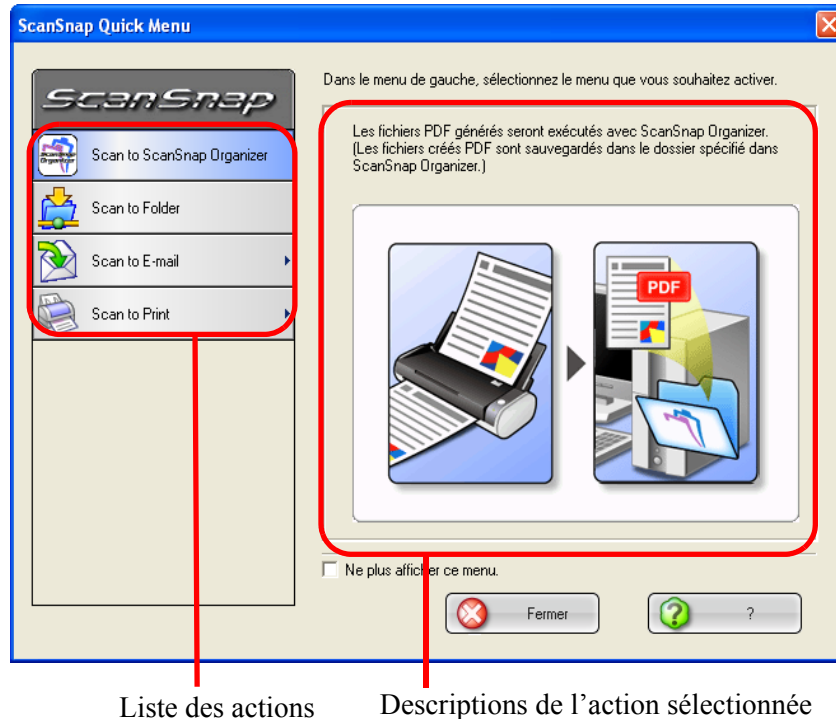 ScanSnap Quick Menu
ScanSnap
Dans le menu de gauche, sélectionnez le menu que vous souhaitez activer.
Scan to ScanSnap Organizer
Scan to Folder
Scan to E-mail
Scan to Print
Les fichiers PDF générés seront exécutés avec ScanSnap Organizer.
(Les fichiers créés PDF sont sauvegardés dans le dossier spécifié dans
ScanSnap Organizer.)
PDF
Ne plus afficher ce menu.
Fermer
?
Liste des actions
Descriptions de l’action sélectionnée